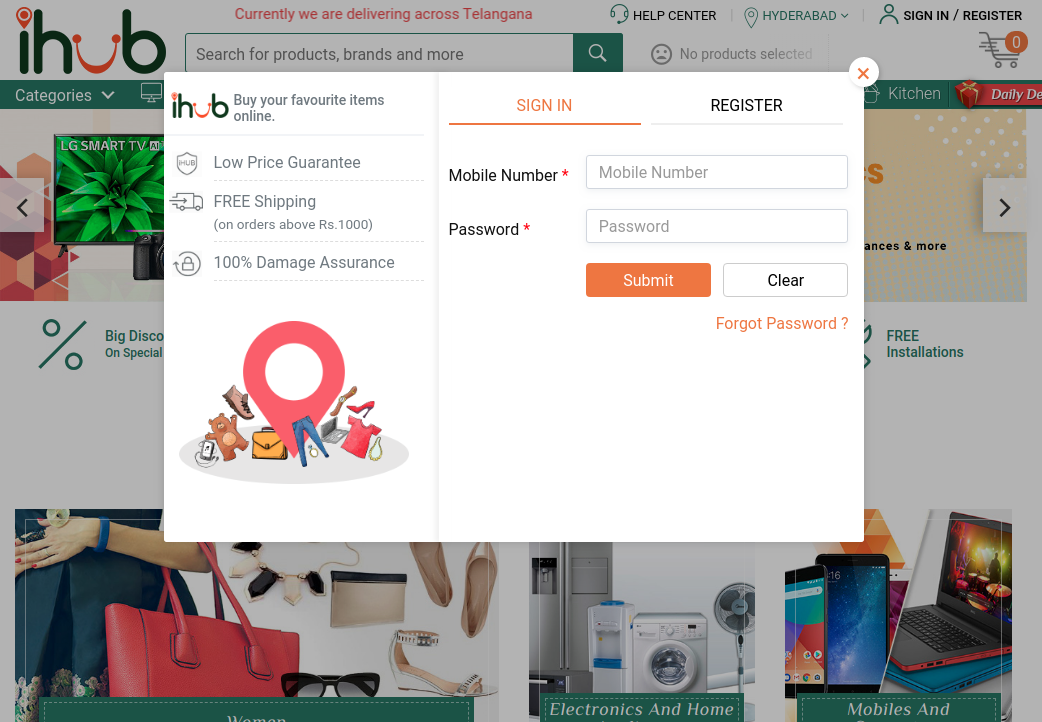 Currently we are delivering across Telangana
HELP CENTER
HYDERABAD
SIGN IN / REGISTER
ihub
Search for products, brands and more
No products selected
0
Categories
Kitchen
Daily De
ihub
Buy your favourite items
online.
Low Price Guarantee
FREE Shipping
(on orders above Rs.1000)
100% Damage Assurance
SIGN IN
REGISTER
Mobile Number *
Mobile Number
Password *
Password
Submit
Clear
Forgot Password ?
LG SMART TV AI
cs
ances & more
Big Disco
On Special
FREE
Installations
Women
Electronics And Home
Mobiles And